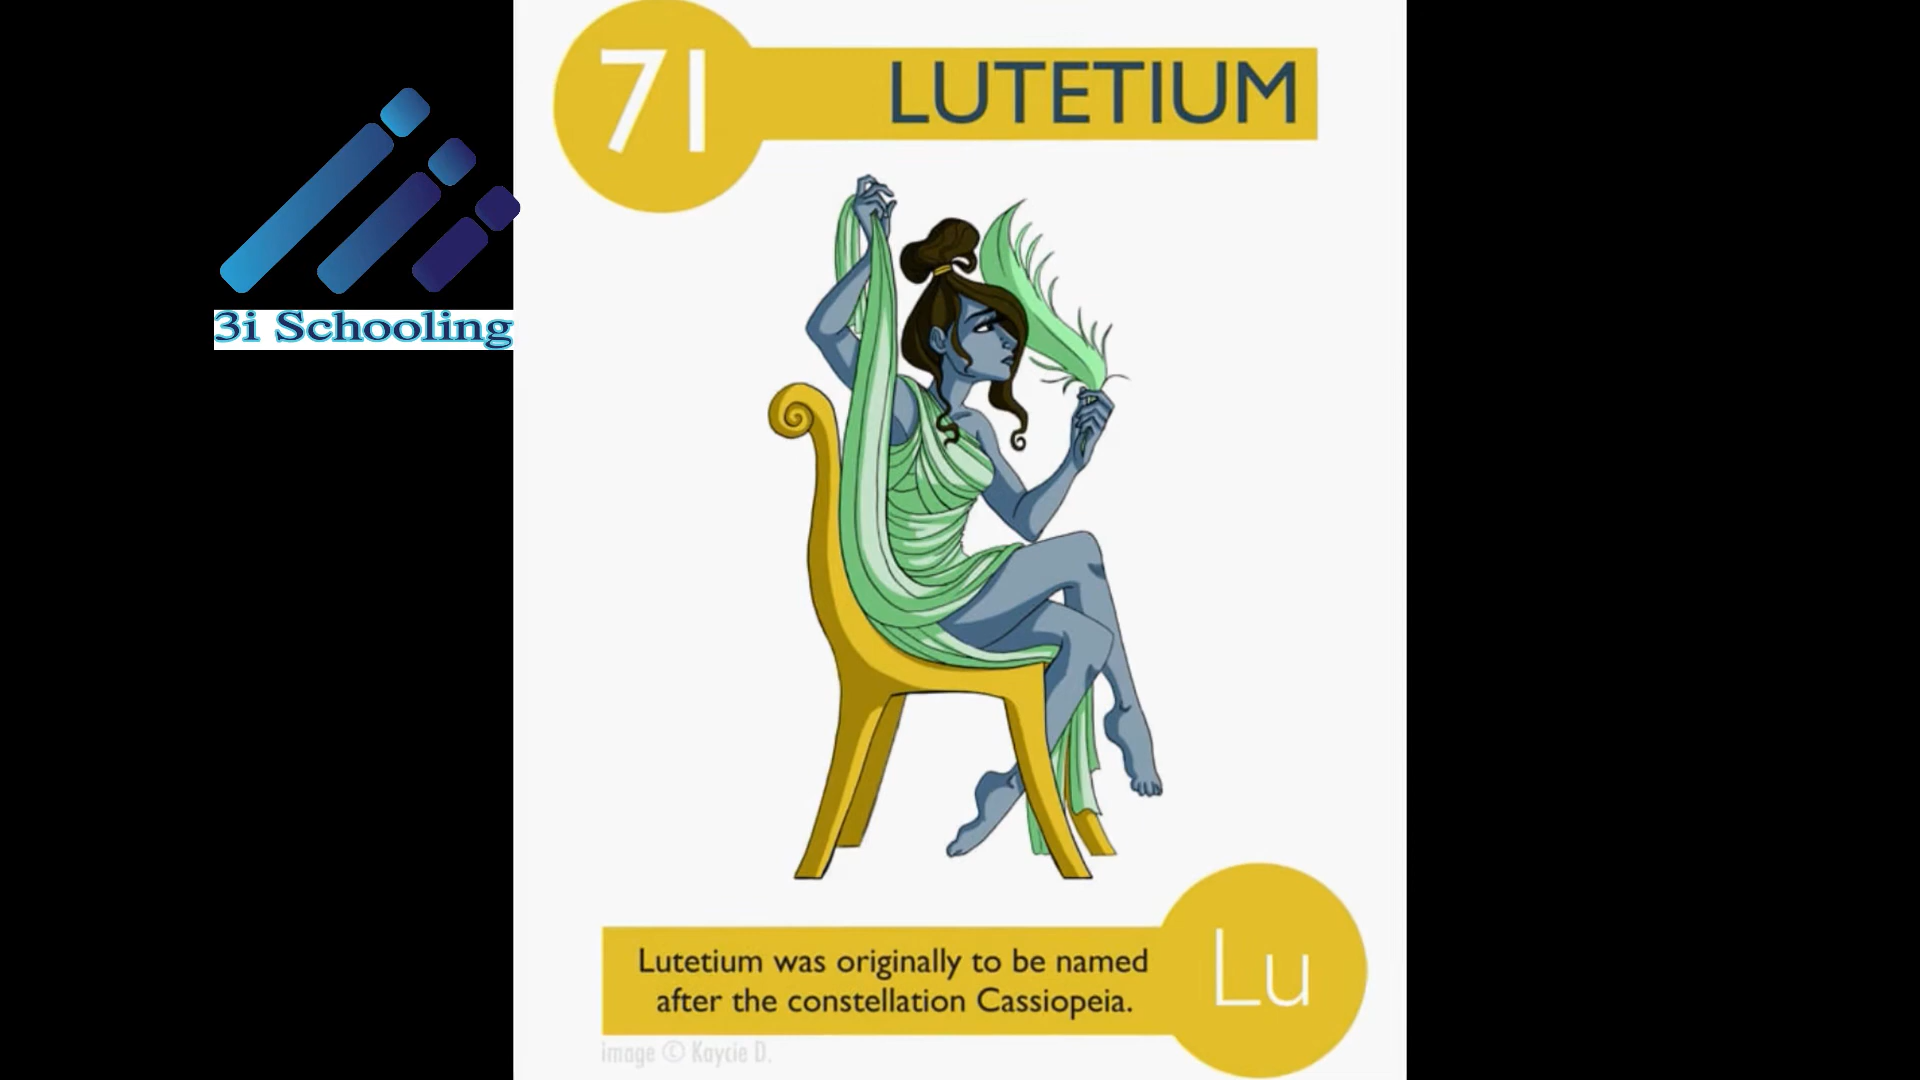 71
LUTETIUM
3i Schooling
Lutetium was originally to be named
after the constellation Cassiopeia.
Lu
image © Kaycie D.